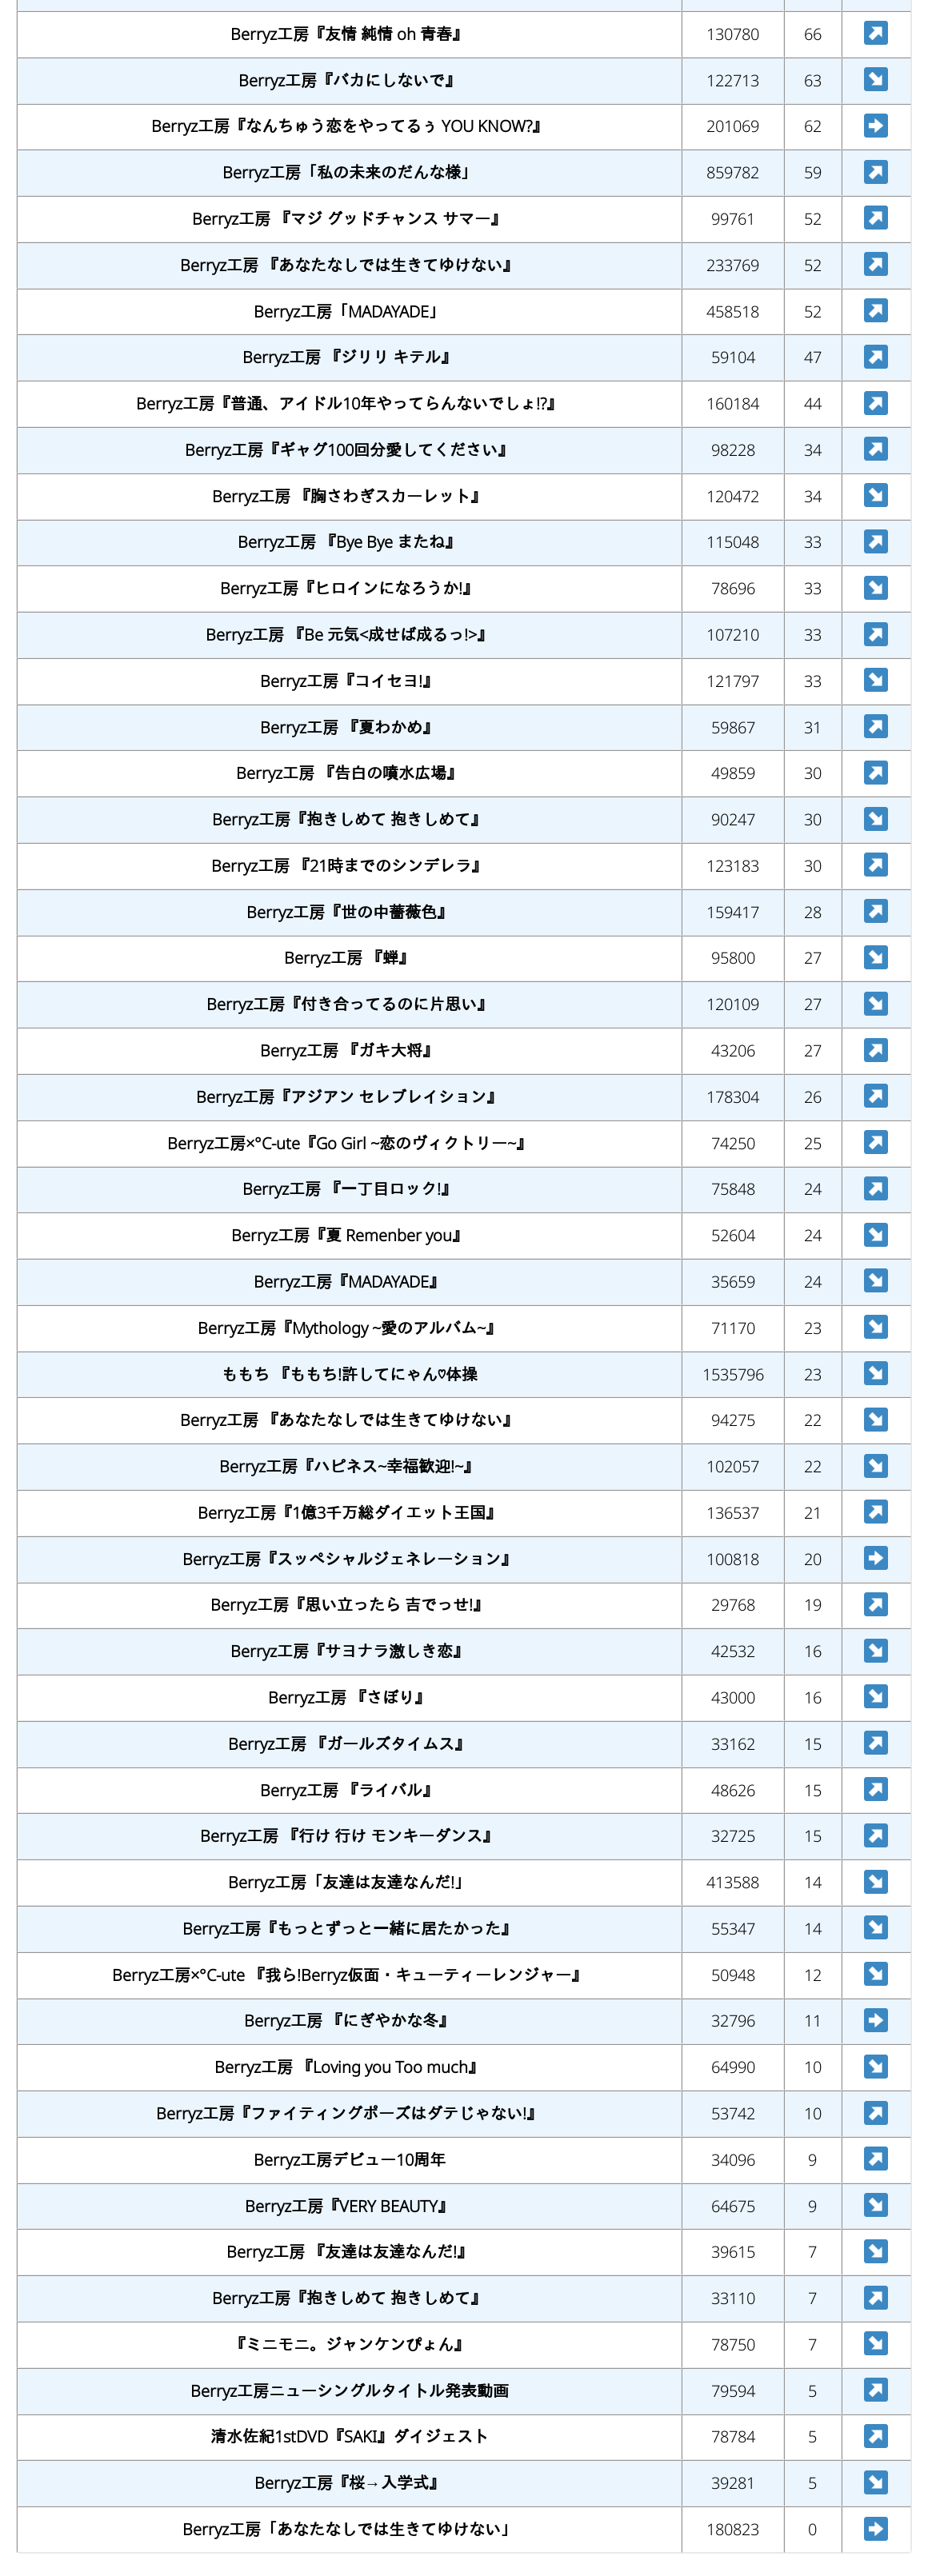 Berryz工房『友情 純情 oh 青春』 130780 66
Berryz工房『バカにしないで』 122713 63
Berryz工房『なんちゅう恋をやってるぅ YOU KNOW?』 201069 62
Berryz工房「私の未来のだんな様」 859782 59
Berryz工房 『マジ グッドチャンス サマー』 99761 52
Berryz工房 『あなたなしでは生きてゆけない』 233769 52
Berryz工房「MADAYADE」 458518 52
Berryz工房 『ジリリ キテル』 59104 47
Berryz工房『普通、アイドル10年やってらんないでしょ!?』 160184 44
Berryz工房『ギャグ100回分愛してください』 98228 34
Berryz工房 『胸さわぎスカーレット』 120472 34
Berryz工房 『Bye Bye またね』 115048 33
Berryz工房『ヒロインになろうか!』 78696 33
Berryz工房 『Be 元気<成せば成るっ!>』 107210 33
Berryz工房『コイセヨ!』 121797 33
Berryz工房 『夏わかめ』 59867 31
Berryz工房 『告白の噴水広場』 49859 30
Berryz工房『抱きしめて 抱きしめて』 90247 30
Berryz工房 『21時までのシンデレラ』 123183 30
Berryz工房『世の中薔薇色』 159417 28
Berryz工房 『蝉』 95800 27
Berryz工房『付き合ってるのに片思い』 120109 27
Berryz工房 『ガキ大将』 43206 27
Berryz工房『アジアン セレブレイション』 178304 26
Berryz工房×°C-ute『Go Girl ~恋のヴィクトリー~』 74250 25
Berryz工房 『一丁目ロック!』 75848 24
Berryz工房『夏 Remenber you』 52604 24
Berryz工房『MADAYADE』 35659 24
Berryz工房『Mythology ~愛のアルバム~』 71170 23
ももち 『ももち!許してにゃん♡体操 1535796 23
Berryz工房 『あなたなしでは生きてゆけない』 94275 22
Berryz工房『ハピネス~幸福歓迎!~』 102057 22
Berryz工房『1億3千万総ダイエット王国』 136537 21
Berryz工房『スッペシャルジェネレーション』 100818 20
Berryz工房『思い立ったら 吉でっせ!』 29768 19
Berryz工房『サヨナラ激しき恋』 42532 16
Berryz工房 『さぼり』 43000 16
Berryz工房 『ガールズタイムス』 33162 15
Berryz工房 『ライバル』 48626 15
Berryz工房 『行け 行け モンキーダンス』 32725 15
Berryz工房「友達は友達なんだ!」 413588 14
Berryz工房『もっとずっと一緒に居たかった』 55347 14
Berryz工房×°C-ute 『我ら!Berryz仮面・キューティーレンジャー』 50948 12
Berryz工房 『にぎやかな冬』 32796 11
Berryz工房 『Loving you Too much』 64990 10
Berryz工房『ファイティングポーズはダテじゃない!』 53742 10
Berryz工房デビュー10周年 34096 9
Berryz工房『VERY BEAUTY』 64675 9
Berryz工房 『友達は友達なんだ!』 39615 7
Berryz工房『抱きしめて 抱きしめて』 33110 7
『ミニモニ。ジャンケンぴょん』 78750 7
Berryz工房ニューシングルタイトル発表動画 79594 5
清水佐紀1stDVD『SAKI』ダイジェスト 78784 5
Berryz工房『桜→入学式』 39281 5
Berryz工房「あなたなしでは生きてゆけない」 180823 0